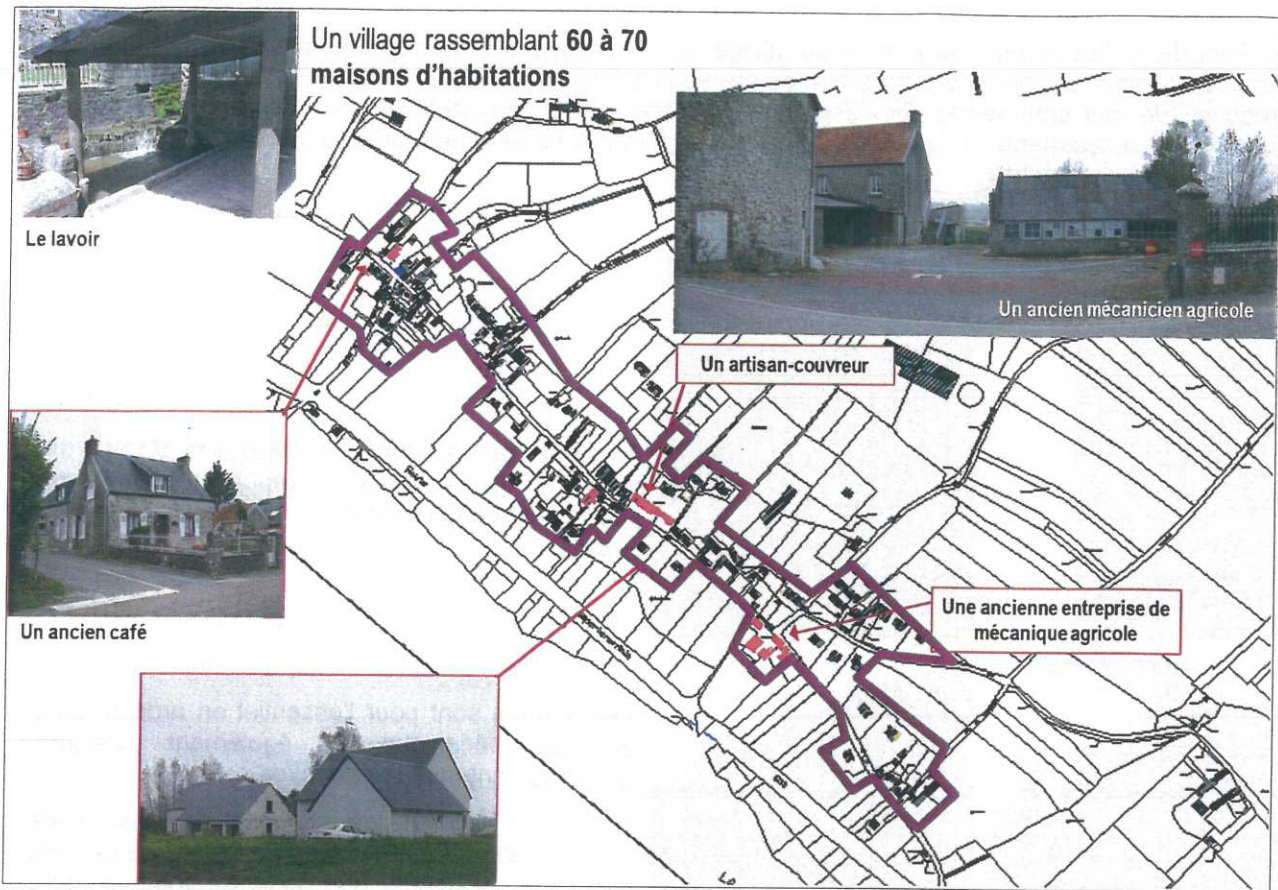 Un village rassemblant 60 à 70
maisons d'habitations
Le lavoir
Un ancien mécanicien agricole
Un artisan-couvreur
Un ancien café
Une ancienne entreprise de
mécanique agricole